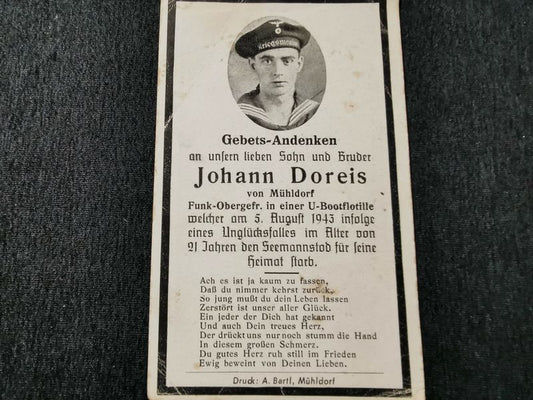 Kriegsmarine
Gebets-Andenken
an unsern lieben Sohn und Bruder
Johann Doreis
von Mühldorf
Funk-Obergefr. in einer U-Bootflotille
welcher am 5. August 1943 infolge
eines Unglücksfalles im Alter von
21 Jahren den Seemannstod für seine
Heimat starb.
Ach es ist ja kaum zu fassen,
Daß du nimmer kehrst zurück.
So jung mußt du dein Leben lassen
Zerstört ist unser aller Glück.
Ein jeder der Dich hat gekannt
Und auch Dein treues Herz,
Der drückt uns nur noch stumm die Hand
In diesem großen Schmerz.
Du gutes Herz ruh still im Frieden
Ewig beweint von Deinen Lieben.
Druck: A. Bartl, Mühldorf